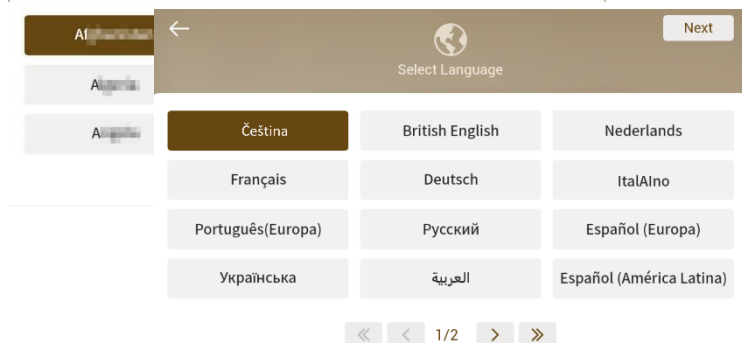 Next
Select Language
Čeština
British English
Nederlands
Français
Deutsch
ItalAIno
Português(Europa)
Русский
Español (Europa)
Українська
العربية
Español (América Latina)
1/2